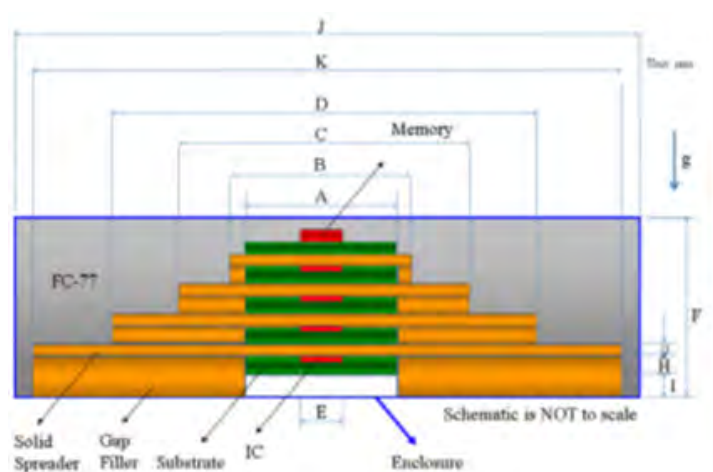 J
K
Unit: mm
D
Memory
C
g
B
A
FC-77
F
H
I
E
Schematic is NOT to scale
Solid
Spreader
Gap
Filler
Substrate
IC
Enclosure